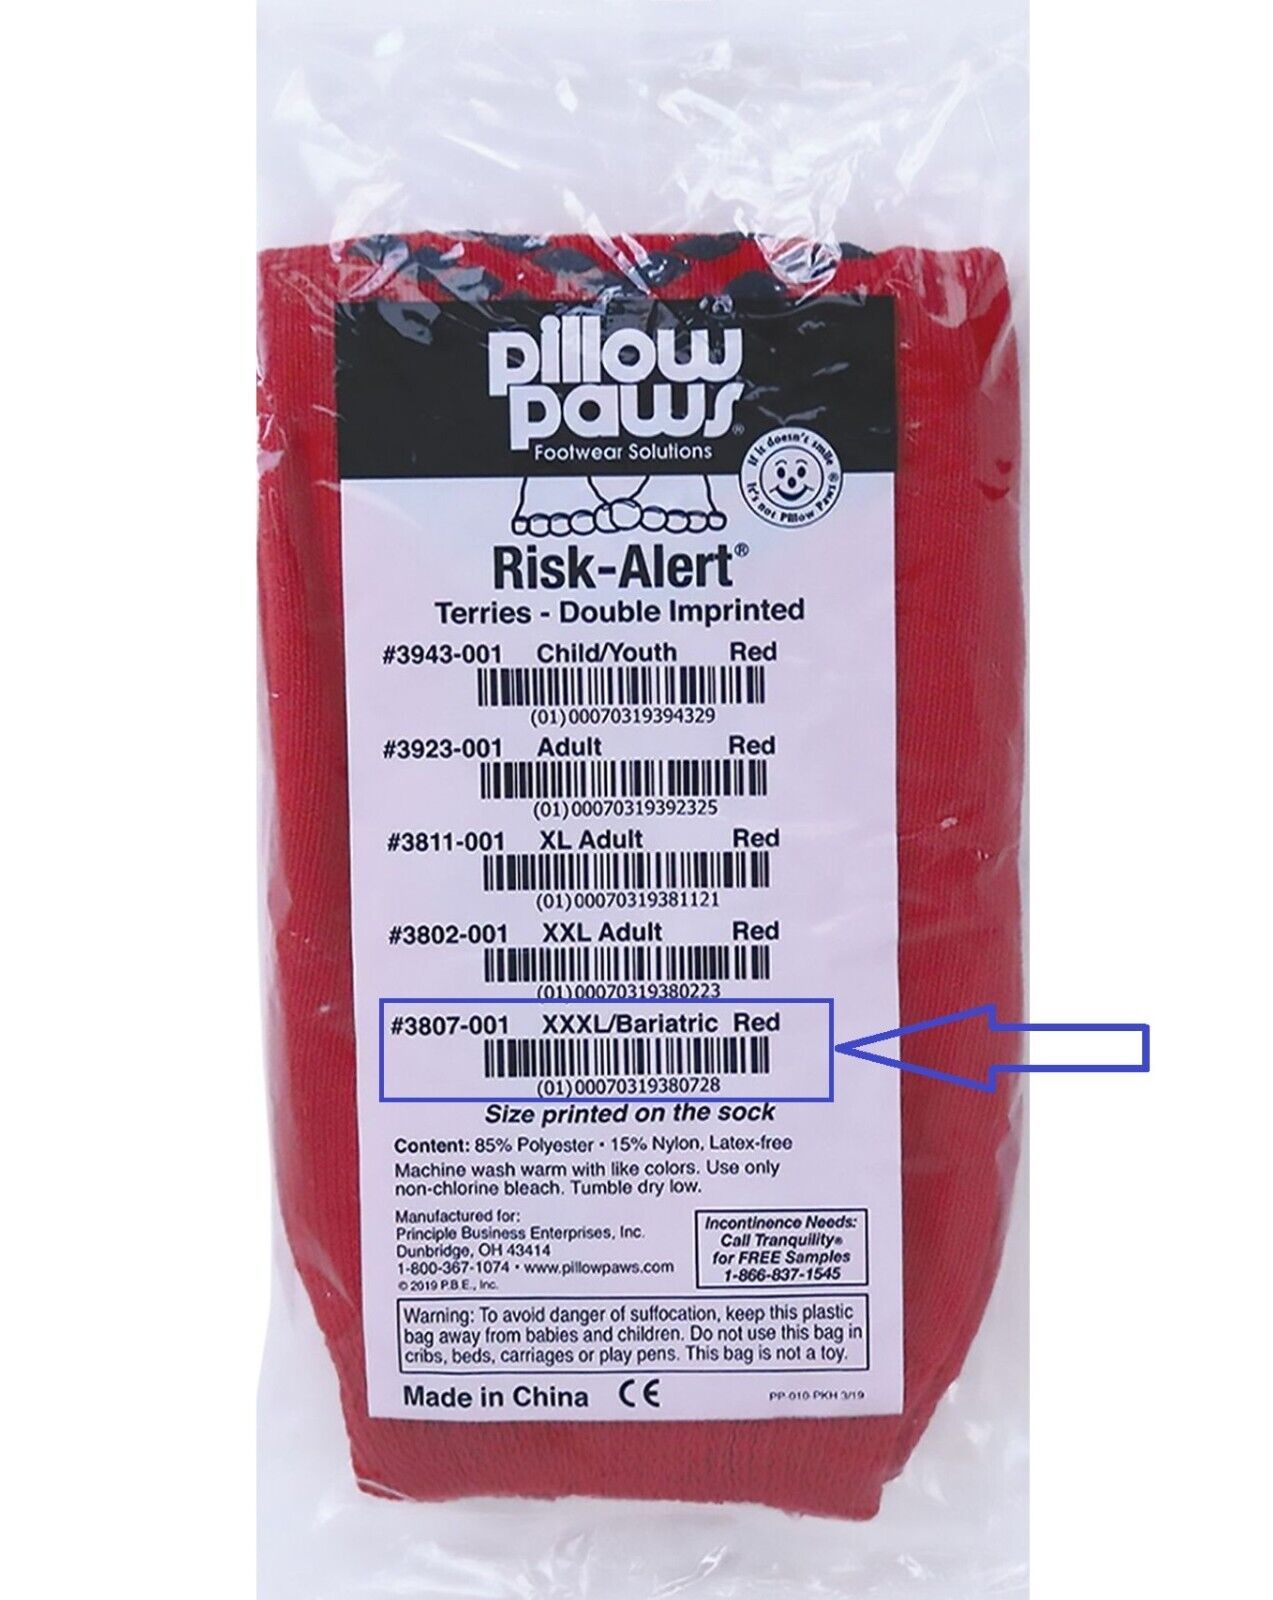 pillow
paws®
Footwear Solutions
If it doesn't smile
It's not Pillow Paws®
Risk-Alert®
Terries - Double Imprinted
#3943-001 Child/Youth Red
(01)00070319394329
#3923-001 Adult Red
(01)00070319392325
#3811-001 XL Adult Red
(01)00070319381121
#3802-001 XXL Adult Red
(01)00070319380223
#3807-001 XXXL/Bariatric Red
(01)00070319380728
Size printed on the sock
Content: 85% Polyester • 15% Nylon, Latex-free
Machine wash warm with like colors. Use only
non-chlorine bleach. Tumble dry low.
Manufactured for:
Principle Business Enterprises, Inc.
Dunbridge, OH 43414
1-800-367-1074 • www.pillowpaws.com
© 2019 P.B.E., Inc.
Incontinence Needs:
Call Tranquility®
for FREE Samples
1-866-837-1545
Warning: To avoid danger of suffocation, keep this plastic
bag away from babies and children. Do not use this bag in
cribs, beds, carriages or play pens. This bag is not a toy.
Made in China CE
PP-010-PKH 3/19